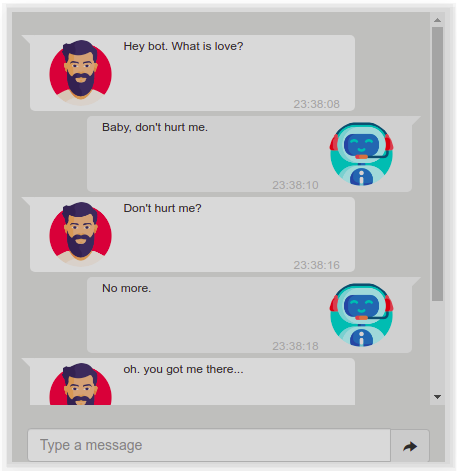 Hey bot. What is love?
23:38:08
Baby, don't hurt me.
23:38:10
Don't hurt me?
23:38:16
No more.
23:38:18
oh. you got me there...
Type a message